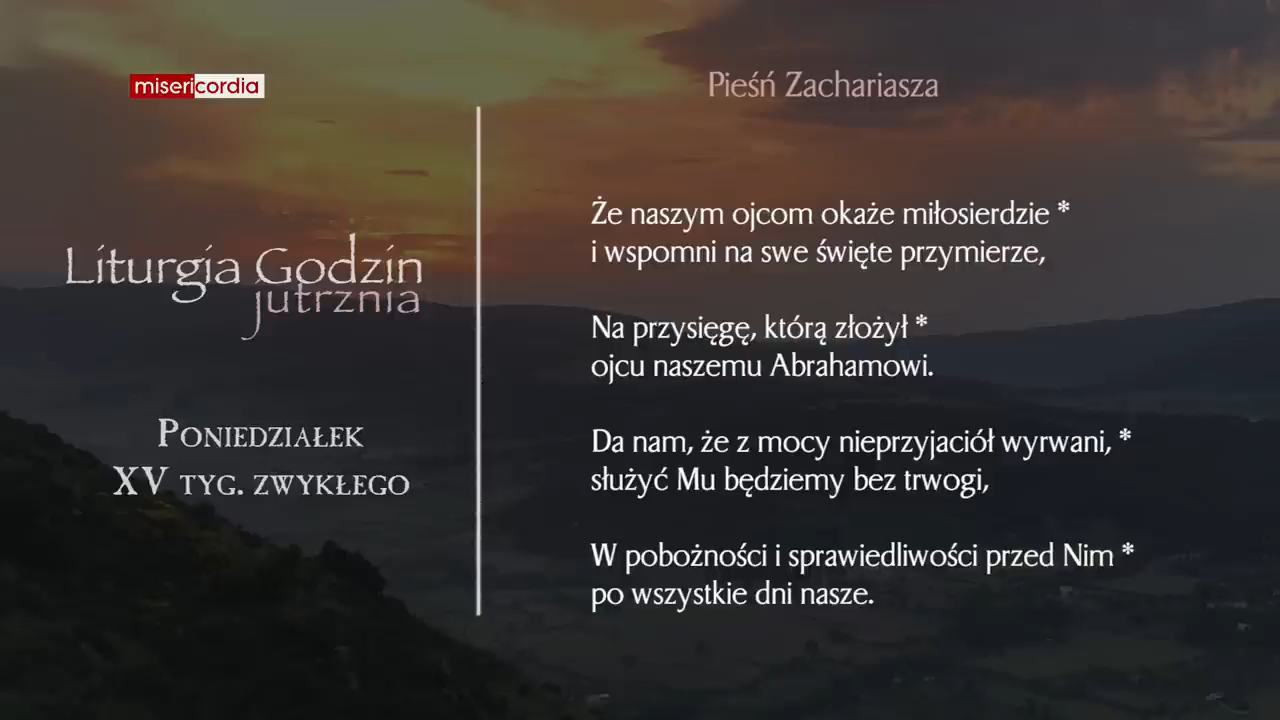 misericordia
Liturgia Godzin
jutrznia
Poniedziałek
XV tyg. zwykłego
Pieśń Zachariasza
Że naszym ojcom okaże miłosierdzie *
i wspomni na swe święte przymierze,
Na przysięgę, którą złożył *
ojcu naszemu Abrahamowi.
Da nam, że z mocy nieprzyjaciół wyrwani, *
służyć Mu będziemy bez trwogi,
W pobożności i sprawiedliwości przed Nim *
po wszystkie dni nasze.